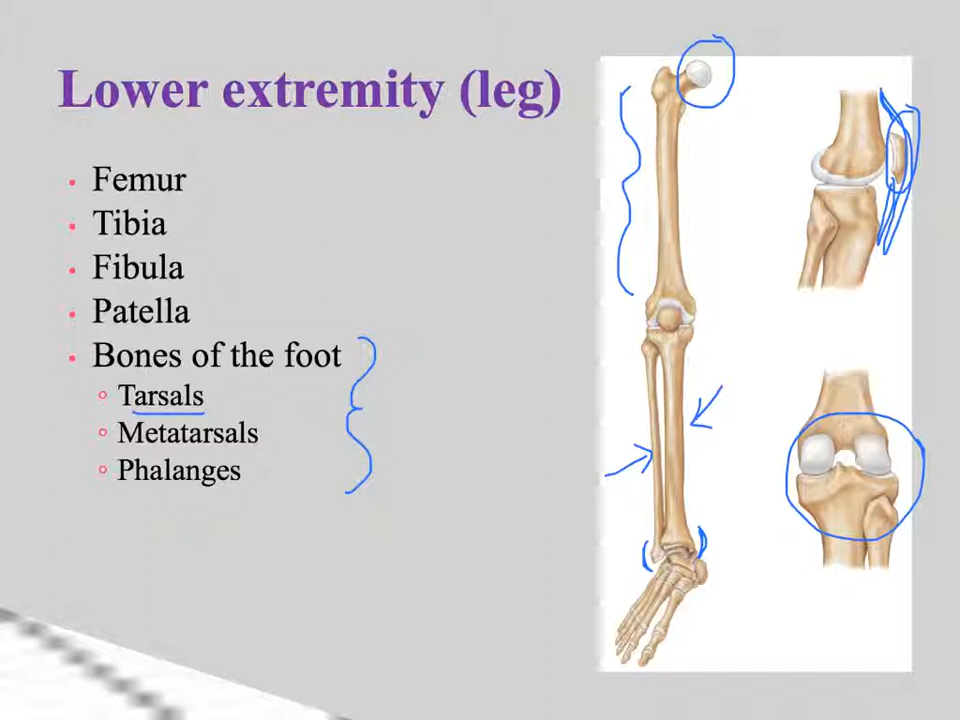 Lower extremity (leg)
Femur
Tibia
Fibula
Patella
Bones of the foot
Tarsals
Metatarsals
Phalanges